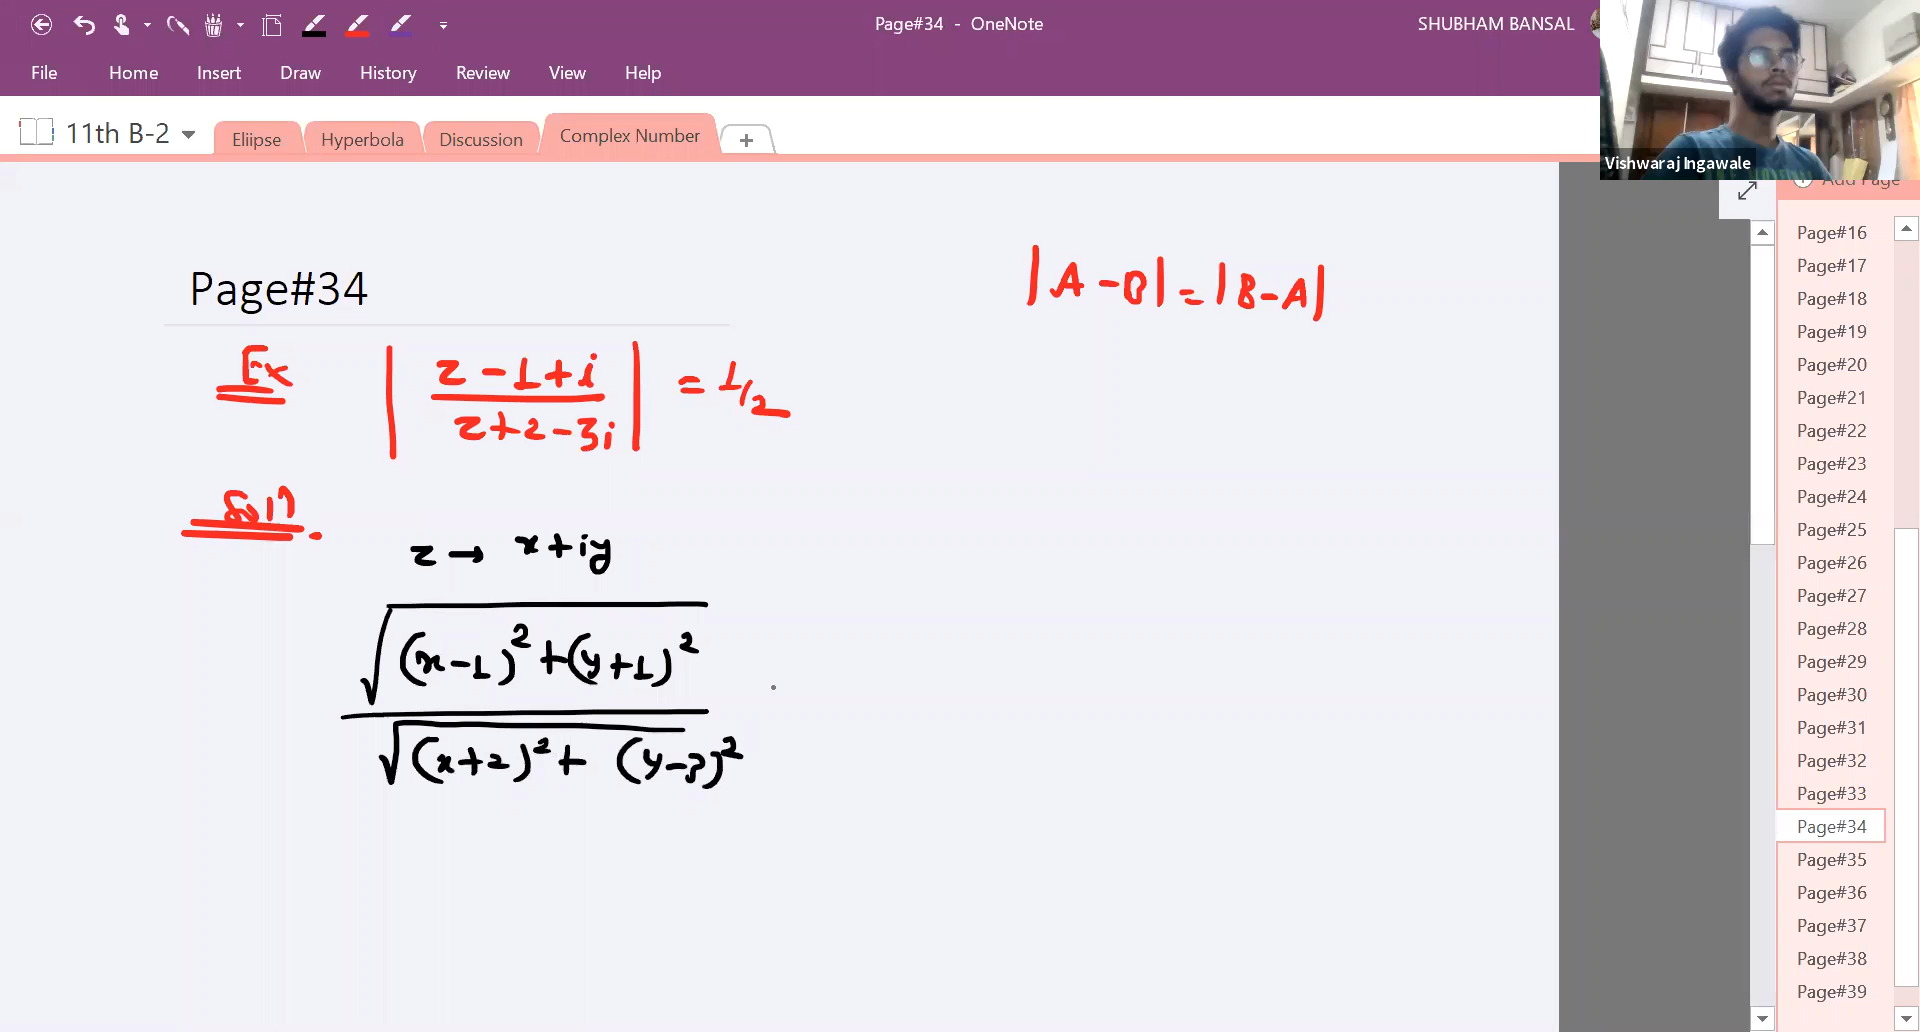 Page#34 - OneNote
SHUBHAM BANSAL
File Home Insert Draw History Review View Help
11th B-2
Eliipse Hyperbola Discussion Complex Number +
Vishwaraj Ingawale
Add Page
Page#34
|A-B| = |B-A|
Ex |(z-1+i)/(z+2-3i)| = 1/2
Soln.
z → x+iy
√((x-1)²+(y+1)²)
√((x+2)²+(y-3)²)
Page#16
Page#17
Page#18
Page#19
Page#20
Page#21
Page#22
Page#23
Page#24
Page#25
Page#26
Page#27
Page#28
Page#29
Page#30
Page#31
Page#32
Page#33
Page#34
Page#35
Page#36
Page#37
Page#38
Page#39